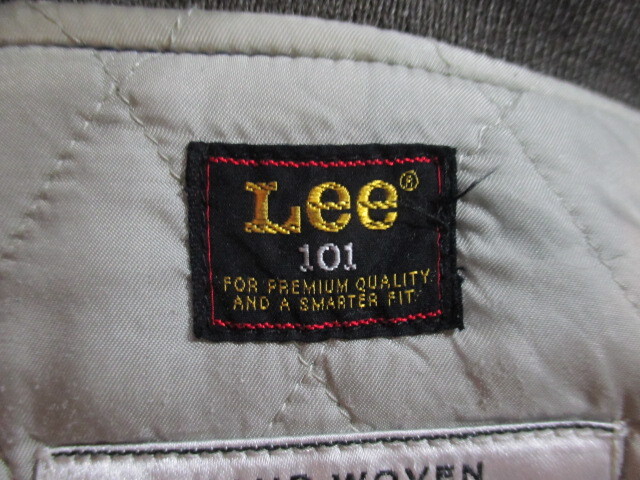 Lee®
101
FOR PREMIUM QUALITY
AND A SMARTER FIT
WOVEN